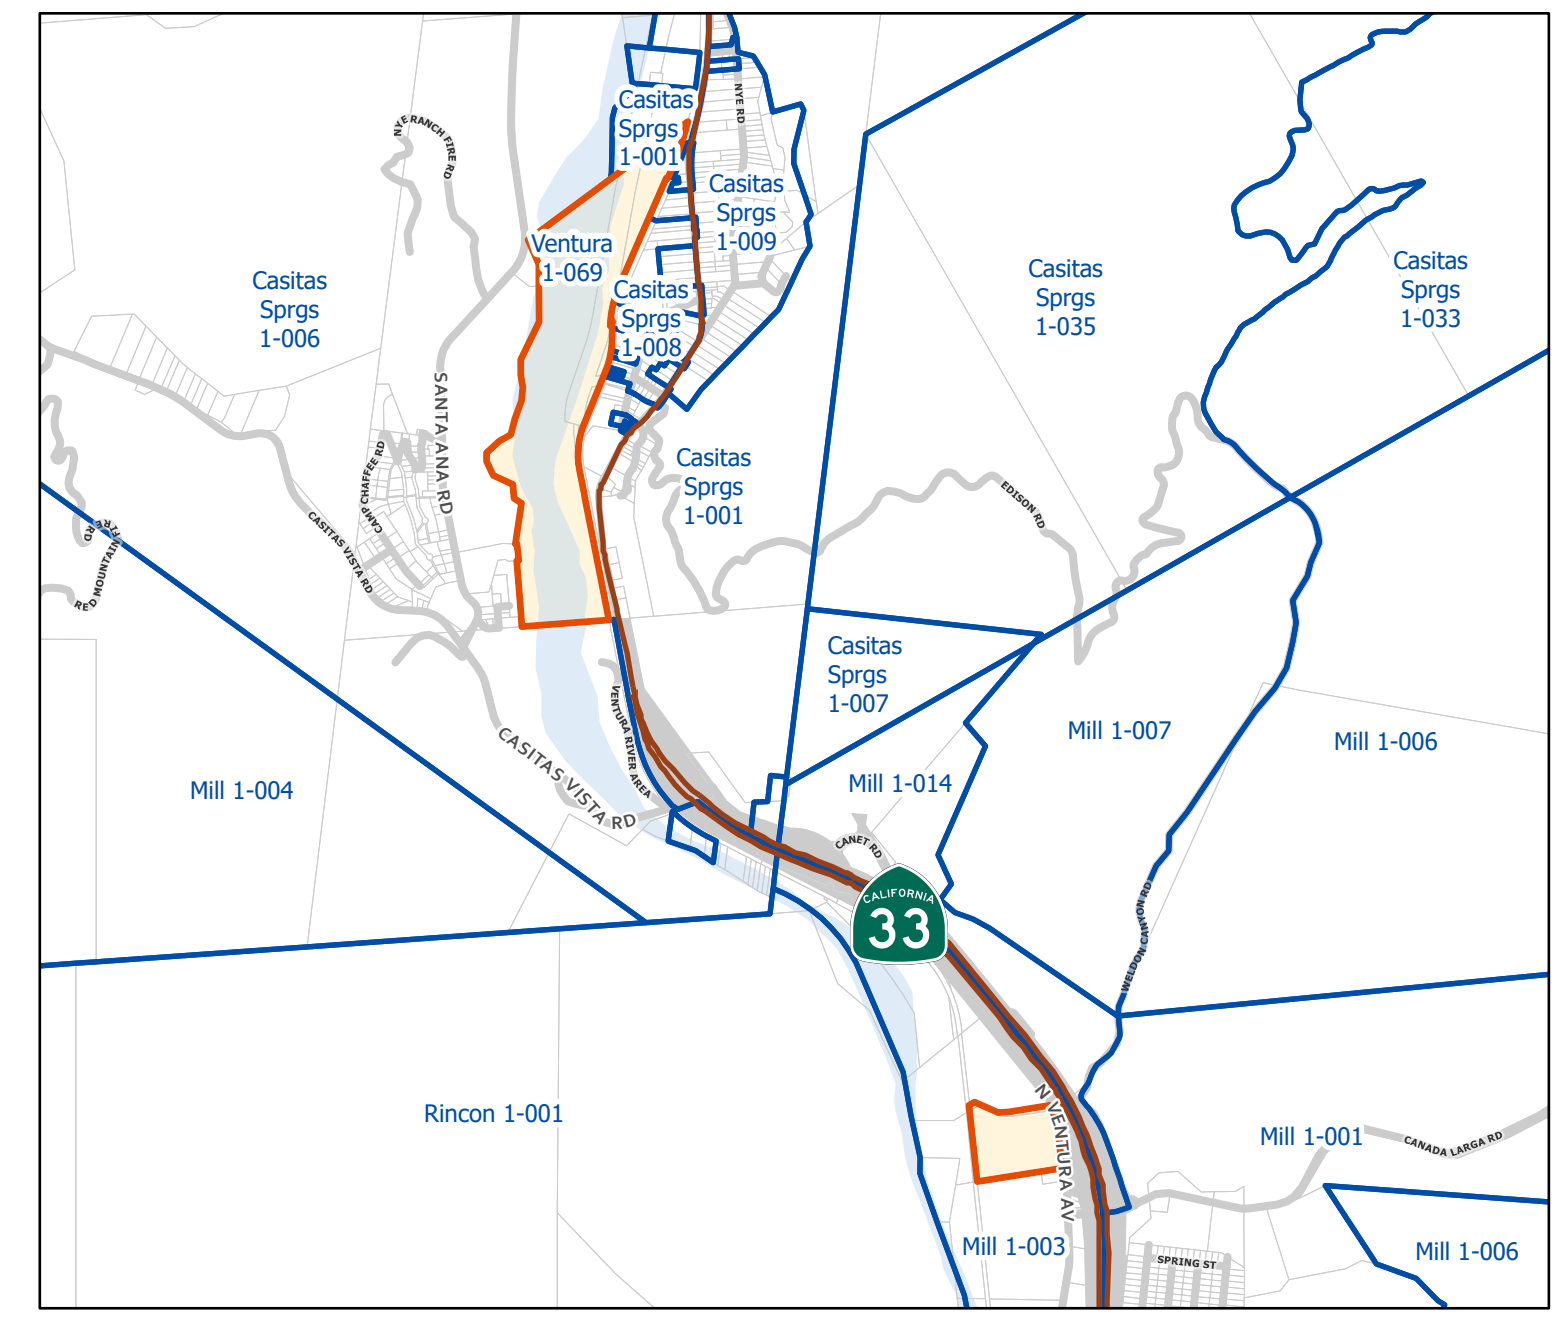 NYE RD
Casitas
Sprgs
1-001
NYE RANCH FIRE RD
Casitas
Sprgs
1-009
Ventura
1-069
Casitas
Sprgs
1-006
Casitas
Sprgs
1-008
Casitas
Sprgs
1-035
Casitas
Sprgs
1-033
SANTA ANA RD
CAMP CHAFFEE RD
CASITAS VISTA RD
RED MOUNTAIN FIRE RD
Casitas
Sprgs
1-001
EDISON RD
Casitas
Sprgs
1-007
VENTURA RIVER AREA
CASITAS VISTA RD
Mill 1-004
Mill 1-007
Mill 1-006
Mill 1-014
CANET RD
CALIFORNIA
33
WELDON CANYON RD
Rincon 1-001
N VENTURA AV
Mill 1-001
CANADA LARGA RD
Mill 1-003
SPRING ST
Mill 1-006